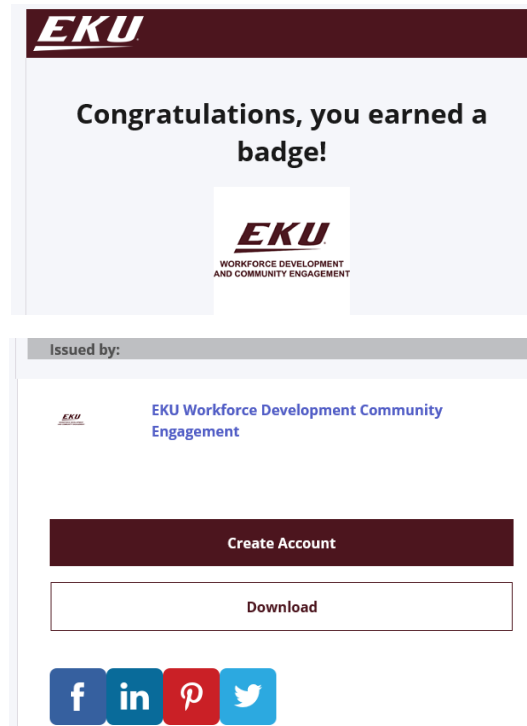 EKU
Congratulations, you earned a
badge!
EKU
WORKFORCE DEVELOPMENT
AND COMMUNITY ENGAGEMENT
Issued by:
EKU
EKU Workforce Development Community
Engagement
Create Account
Download